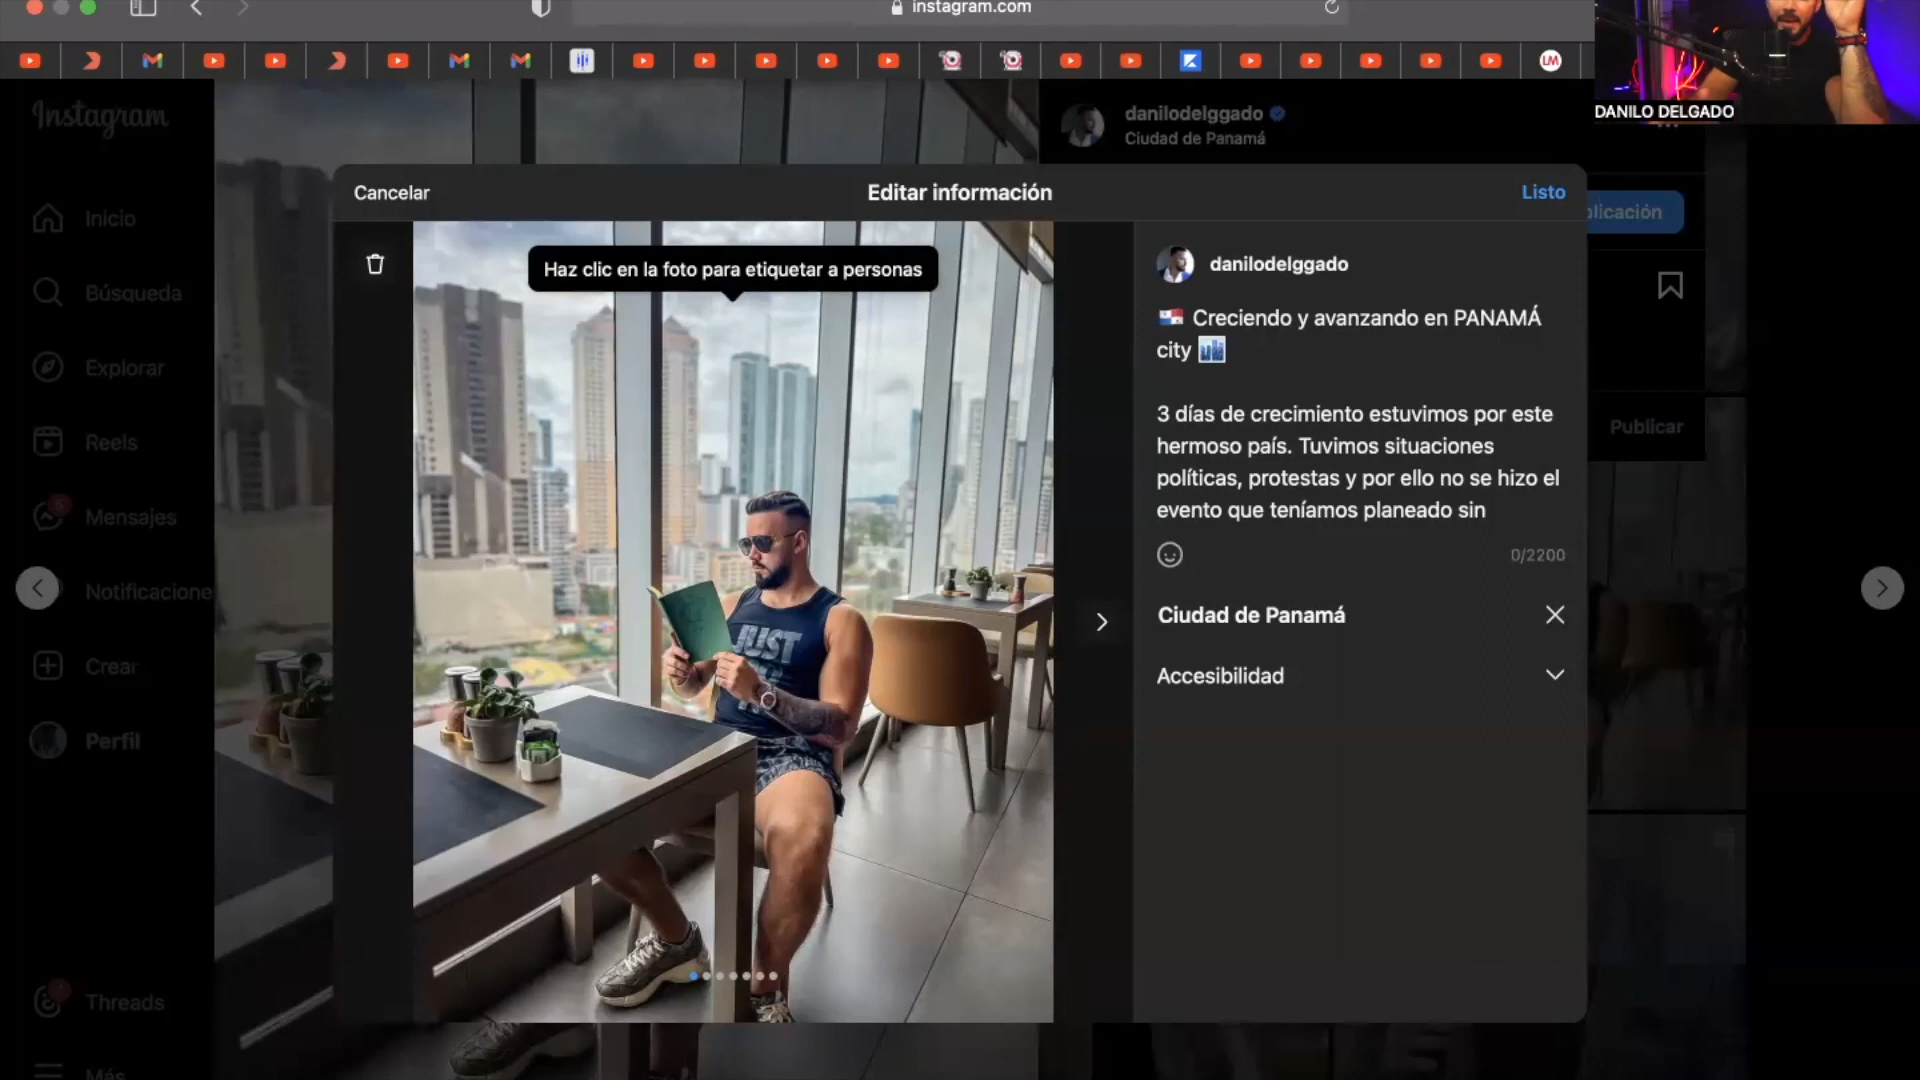 instagram.com
LM
DANILO DELGADO
Instagram
danilodelggado
Ciudad de Panamá
Cancelar
Editar información
Listo
blicación
Inicio
Búsqueda
Explorar
Reels
Mensajes
Notificacione
Crear
Perfil
Threads
Más
Haz clic en la foto para etiquetar a personas
JUST
danilodelggado
🇵🇦 Creciendo y avanzando en PANAMÁ
city 🏙️
3 días de crecimiento estuvimos por este
hermoso país. Tuvimos situaciones
políticas, protestas y por ello no se hizo el
evento que teníamos planeado sin
0/2200
Ciudad de Panamá
Accesibilidad
Publicar